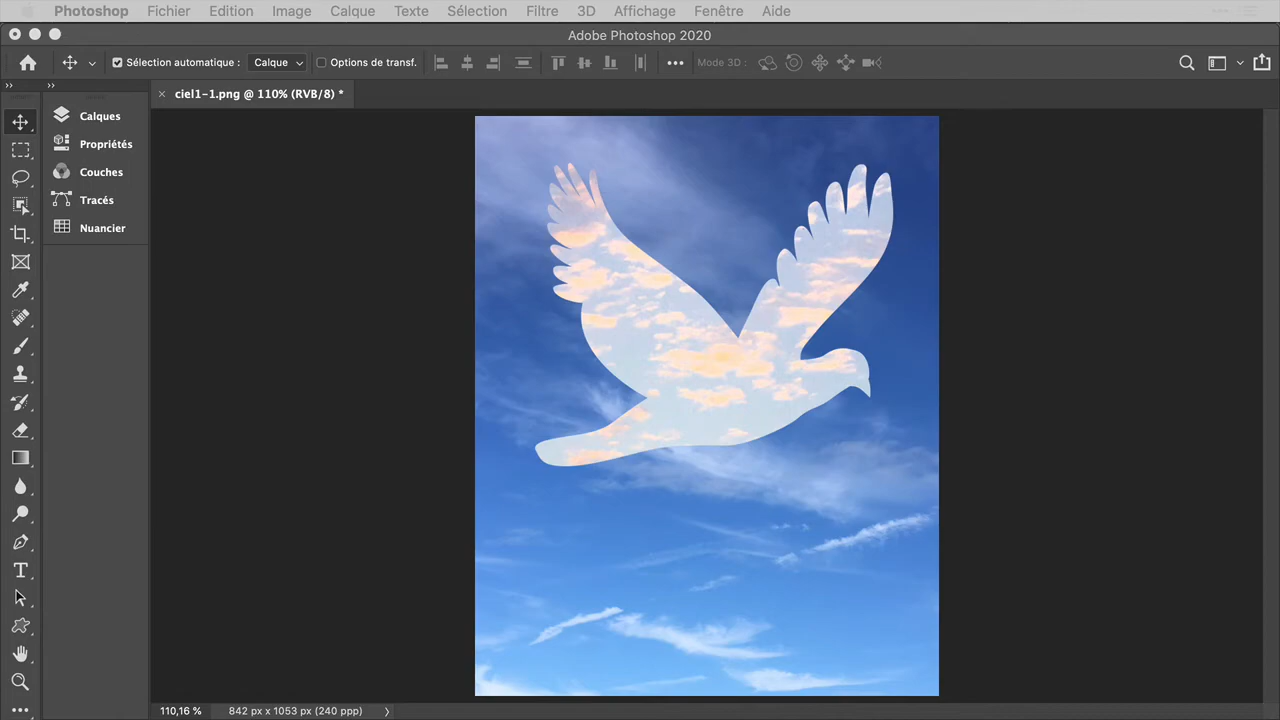 Photoshop Fichier Edition Image Calque Texte Sélection Filtre 3D Affichage Fenêtre Aide
Adobe Photoshop 2020
Sélection automatique : Calque Options de transf. Mode 3D :
ciel1-1.png @ 110% (RVB/8) *
Calques
Propriétés
Couches
Tracés
Nuancier
110,16 % 842 px x 1053 px (240 ppp)